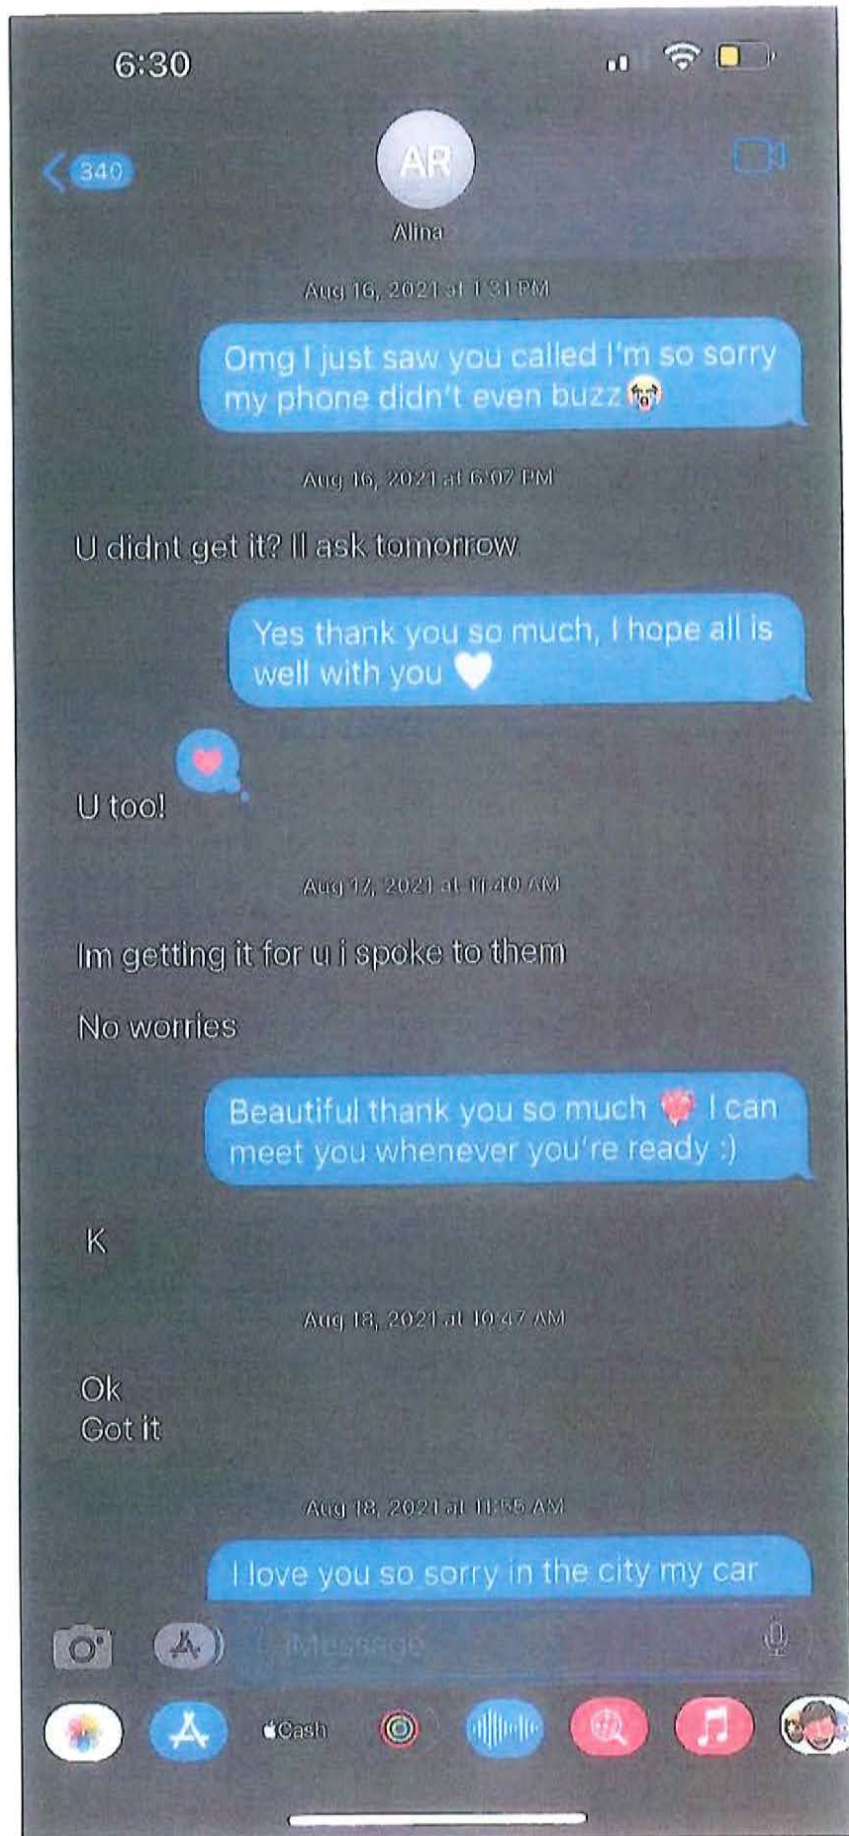 6:30
340
AR
Alina
Aug 16, 2021 at 1:31 PM
Omg I just saw you called I'm so sorry
my phone didn't even buzz😭
Aug 16, 2021 at 6:07 PM
U didnt get it? Ill ask tomorrow
Yes thank you so much, I hope all is
well with you 🤍
U too!
Aug 17, 2021 at 11:40 AM
Im getting it for u i spoke to them
No worries
Beautiful thank you so much 💖 I can
meet you whenever you're ready :)
K
Aug 18, 2021 at 10:47 AM
Ok
Got it
Aug 18, 2021 at 11:55 AM
I love you so sorry in the city my car
iMessage
Cash